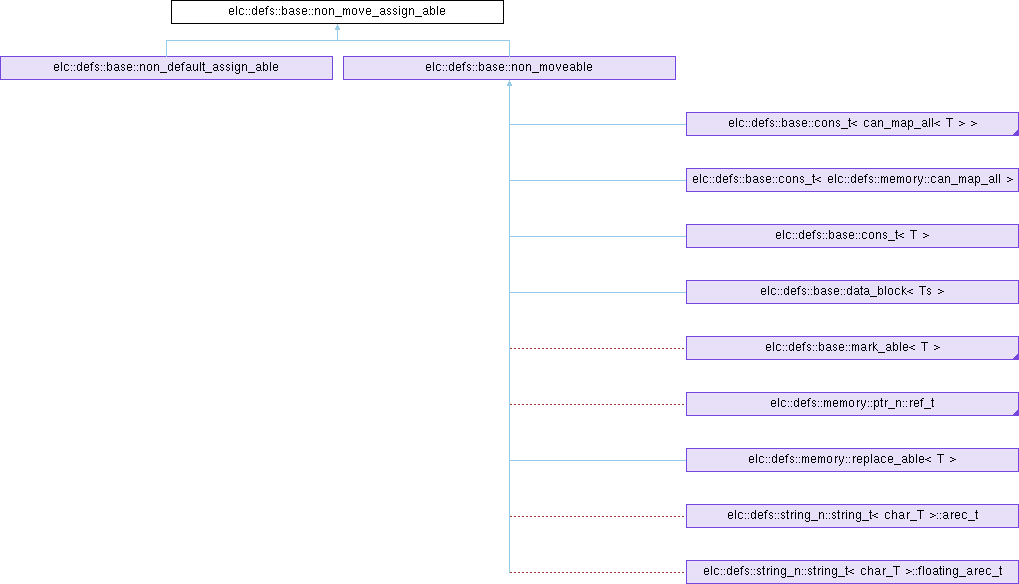 elc::defs::base::non_move_assign_able
elc::defs::base::non_default_assign_able
elc::defs::base::non_moveable
elc::defs::base::cons_t< can_map_all< T > >
elc::defs::base::cons_t< elc::defs::memory::can_map_all >
elc::defs::base::cons_t< T >
elc::defs::base::data_block< Ts >
elc::defs::base::mark_able< T >
elc::defs::memory::ptr_n::ref_t
elc::defs::memory::replace_able< T >
elc::defs::string_n::string_t< char_T >::arec_t
elc::defs::string_n::string_t< char_T >::floating_arec_t